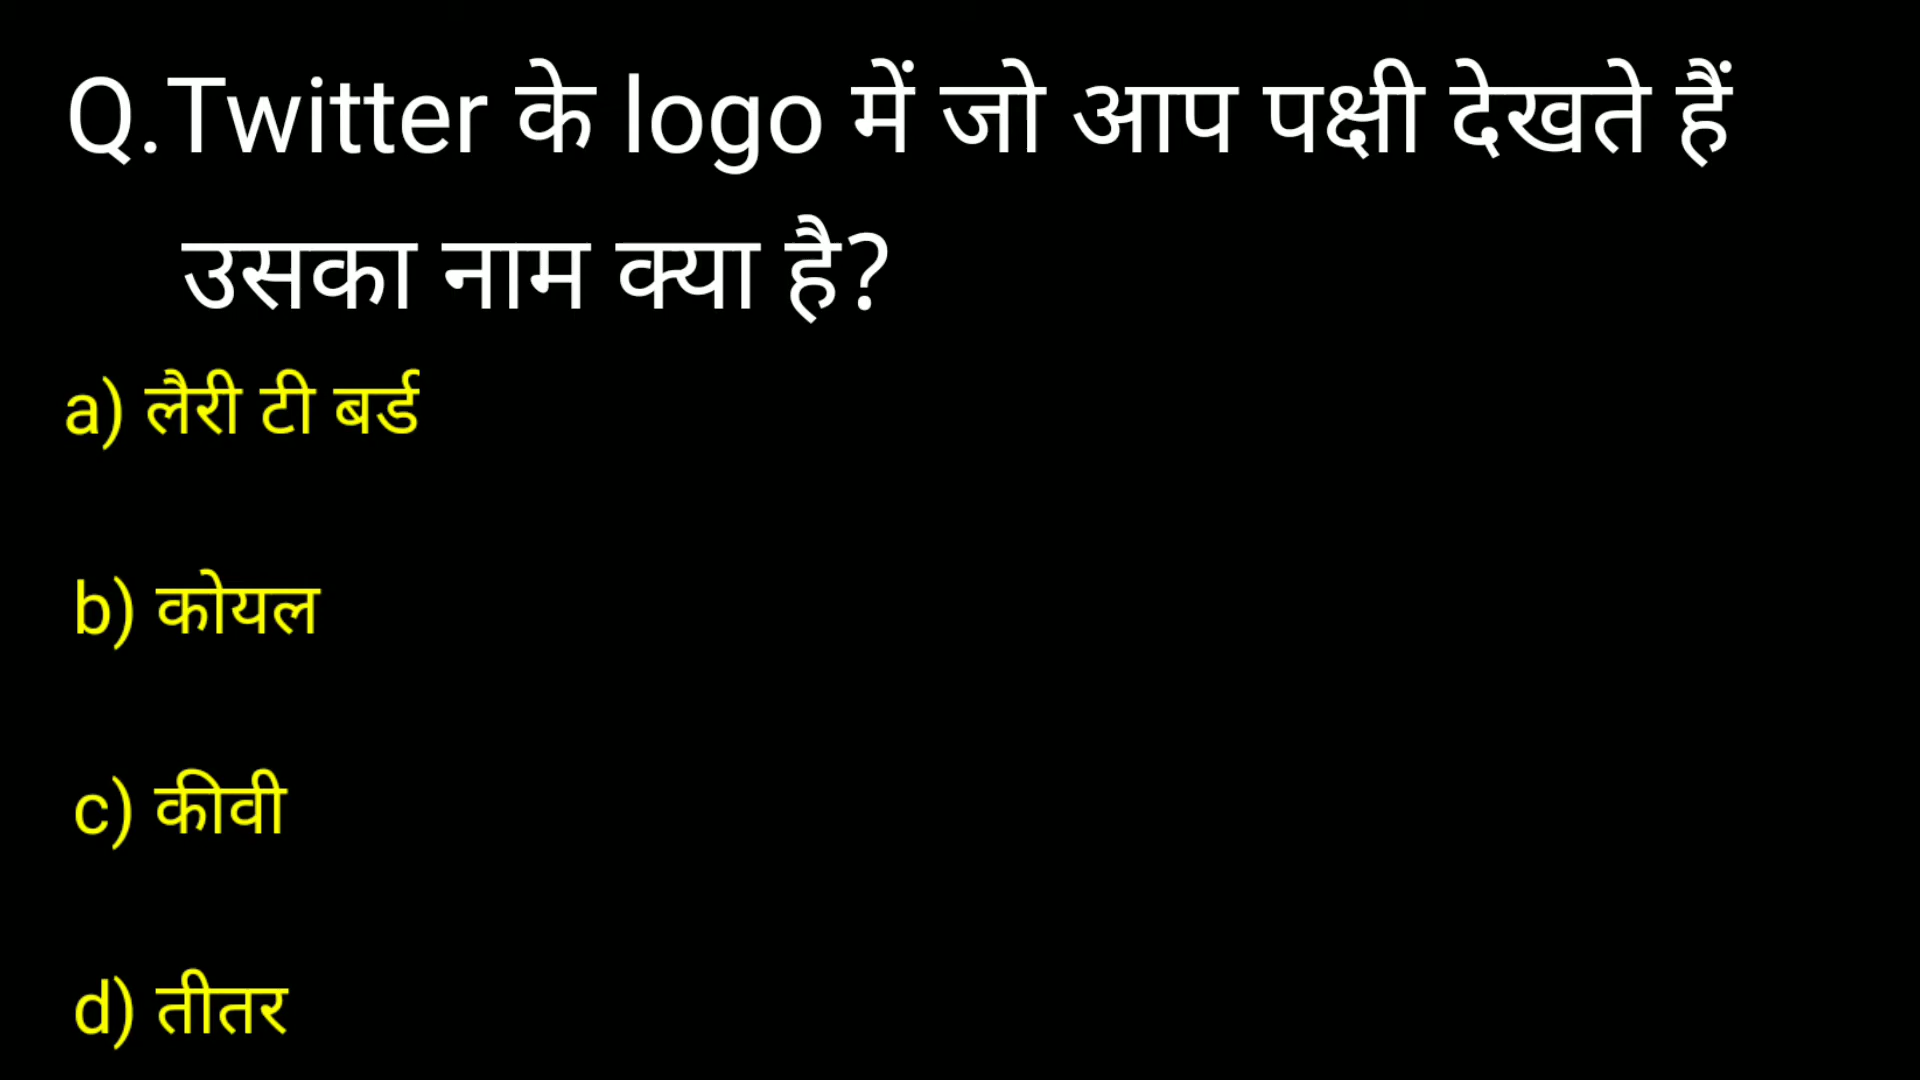 Q.Twitter के logo में जो आप पक्षी देखते हैं
उसका नाम क्या है?
a) लैरी टी बर्ड
b) कोयल
c) कीवी
d) तीतर